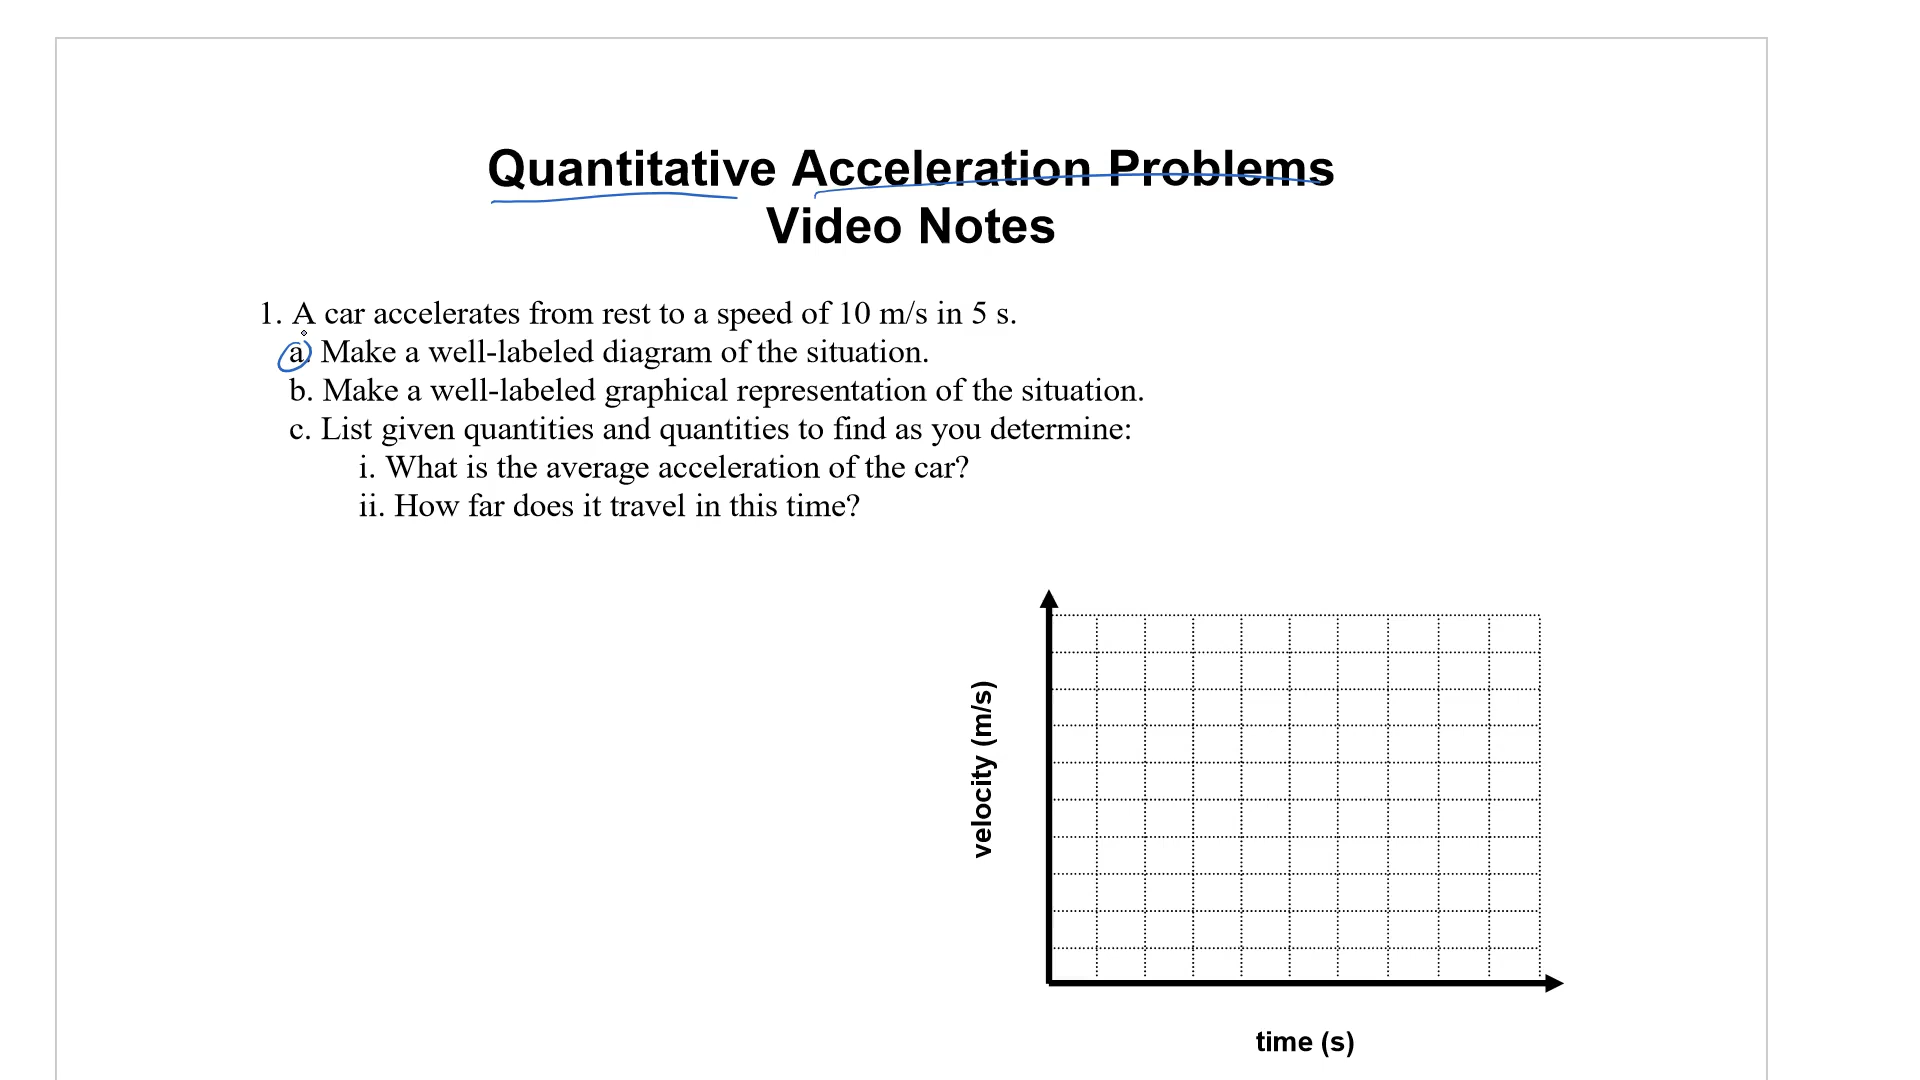 Quantitative Acceleration Problems
Video Notes
1. A car accelerates from rest to a speed of 10 m/s in 5 s.
a. Make a well-labeled diagram of the situation.
b. Make a well-labeled graphical representation of the situation.
c. List given quantities and quantities to find as you determine:
i. What is the average acceleration of the car?
ii. How far does it travel in this time?
velocity (m/s)
time (s)